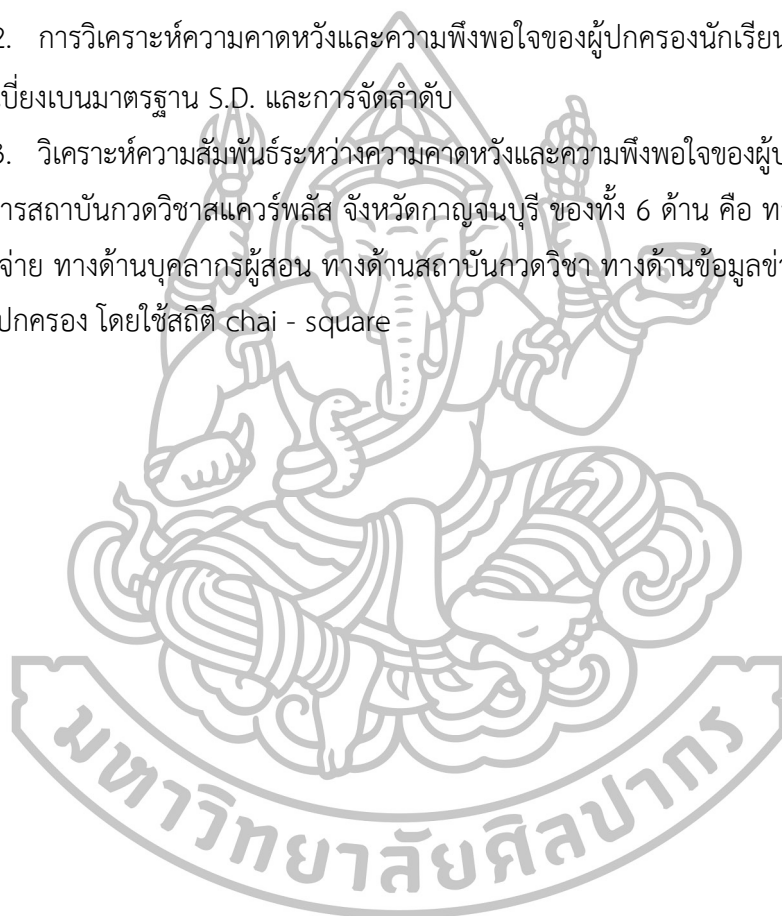 2. การวิเคราะห์ความคาดหวังและความพึงพอใจของผู้ปกครองนักเรียน
เบี่ยงเบนมาตรฐาน S.D. และการจัดลำดับ
3. วิเคราะห์ความสัมพันธ์ระหว่างความคาดหวังและความพึงพอใจของผู้ป
ารสถาบันกวดวิชาสแควร์พลัส จังหวัดกาญจนบุรี ของทั้ง 6 ด้าน คือ ทา
จ่าย ทางด้านบุคลากรผู้สอน ทางด้านสถาบันกวดวิชา ทางด้านข้อมูลข่า
ปกครอง โดยใช้สถิติ chai - square
มหาวิทยาลัยศิลปากร